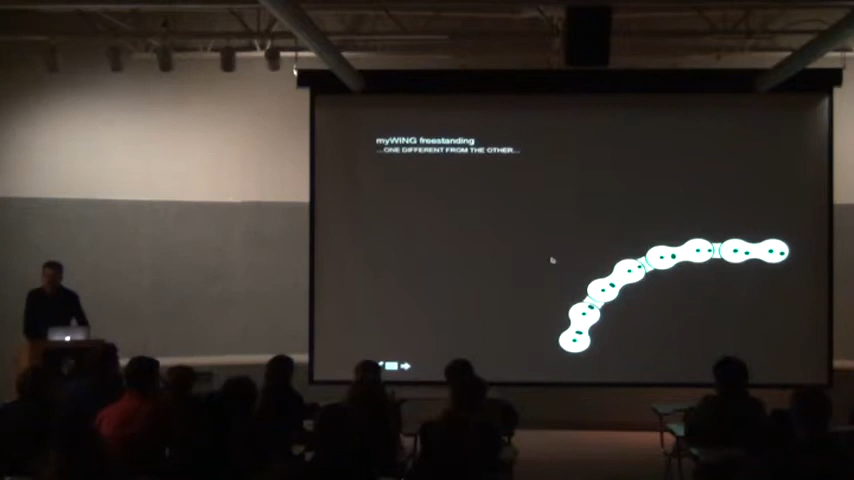 myWING freestanding
...ONE DIFFERENT FROM THE OTHER...